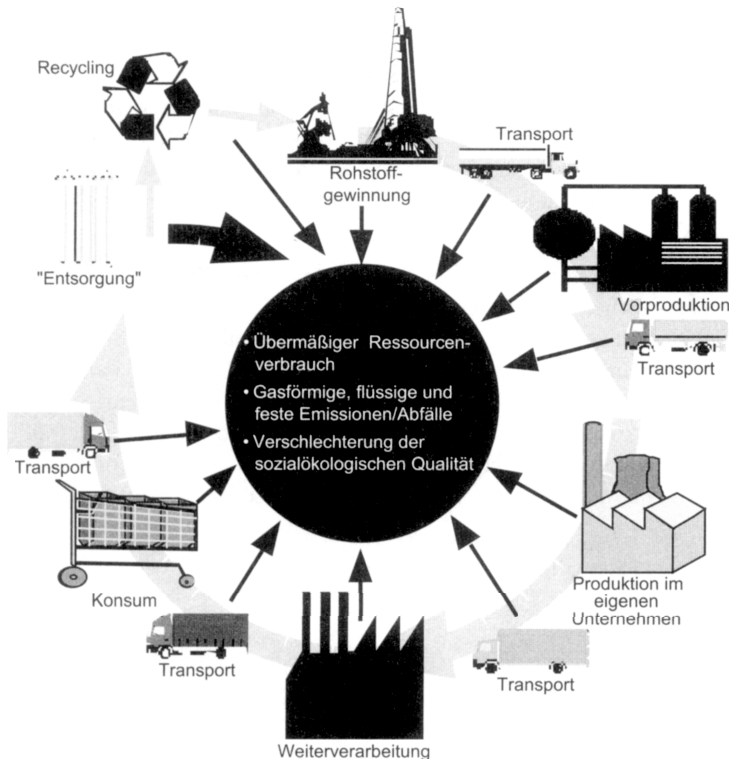 Recycling
Transport
Rohstoff-
gewinnung
"Entsorgung"
Vorproduktion
Transport
• Übermäßiger Ressourcen-
verbrauch
• Gasförmige, flüssige und
feste Emissionen/Abfälle
• Verschlechterung der
sozialökologischen Qualität
Transport
Produktion im
eigenen
Unternehmen
Konsum
Transport
Transport
Weiterverarbeitung